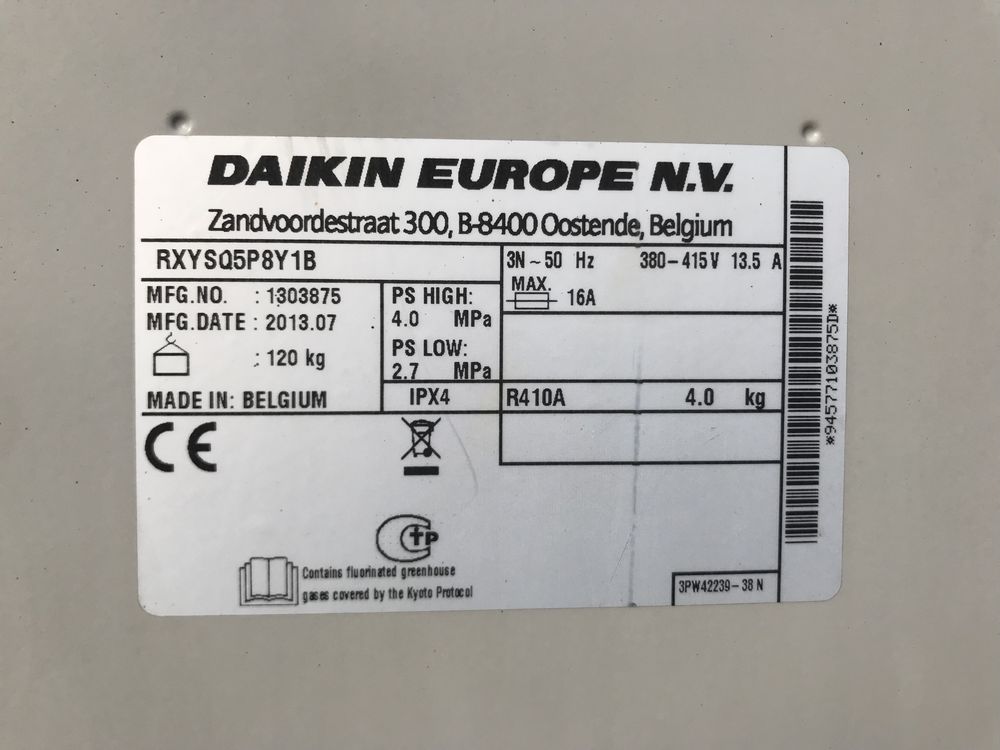 DAIKIN EUROPE N.V.
Zandvoordestraat 300, B-8400 Oostende, Belgium
RXYSQ5P8Y1B
3N~50 Hz 380-415V 13.5 A
MAX.
16A
MFG.NO. : 1303875
MFG.DATE : 2013.07
: 120 kg
MADE IN: BELGIUM
PS HIGH:
4.0 MPa
PS LOW:
2.7 MPa
IPX4
R410A 4.0 kg
CE
CTP
Contains fluorinated greenhouse
gases covered by the Kyoto Protocol
3PW42239-38 N
*94577103875D*